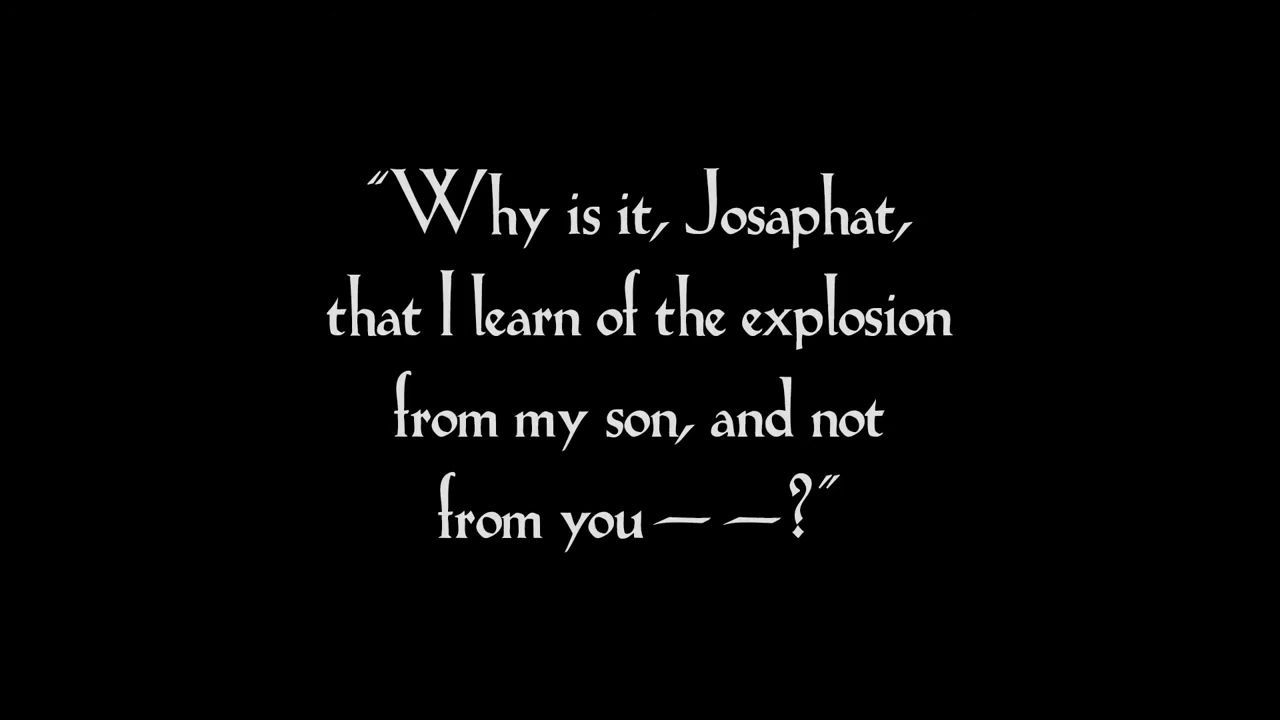 “Why is it, Josaphat,
that I learn of the explosion
from my son, and not
from you — —?”